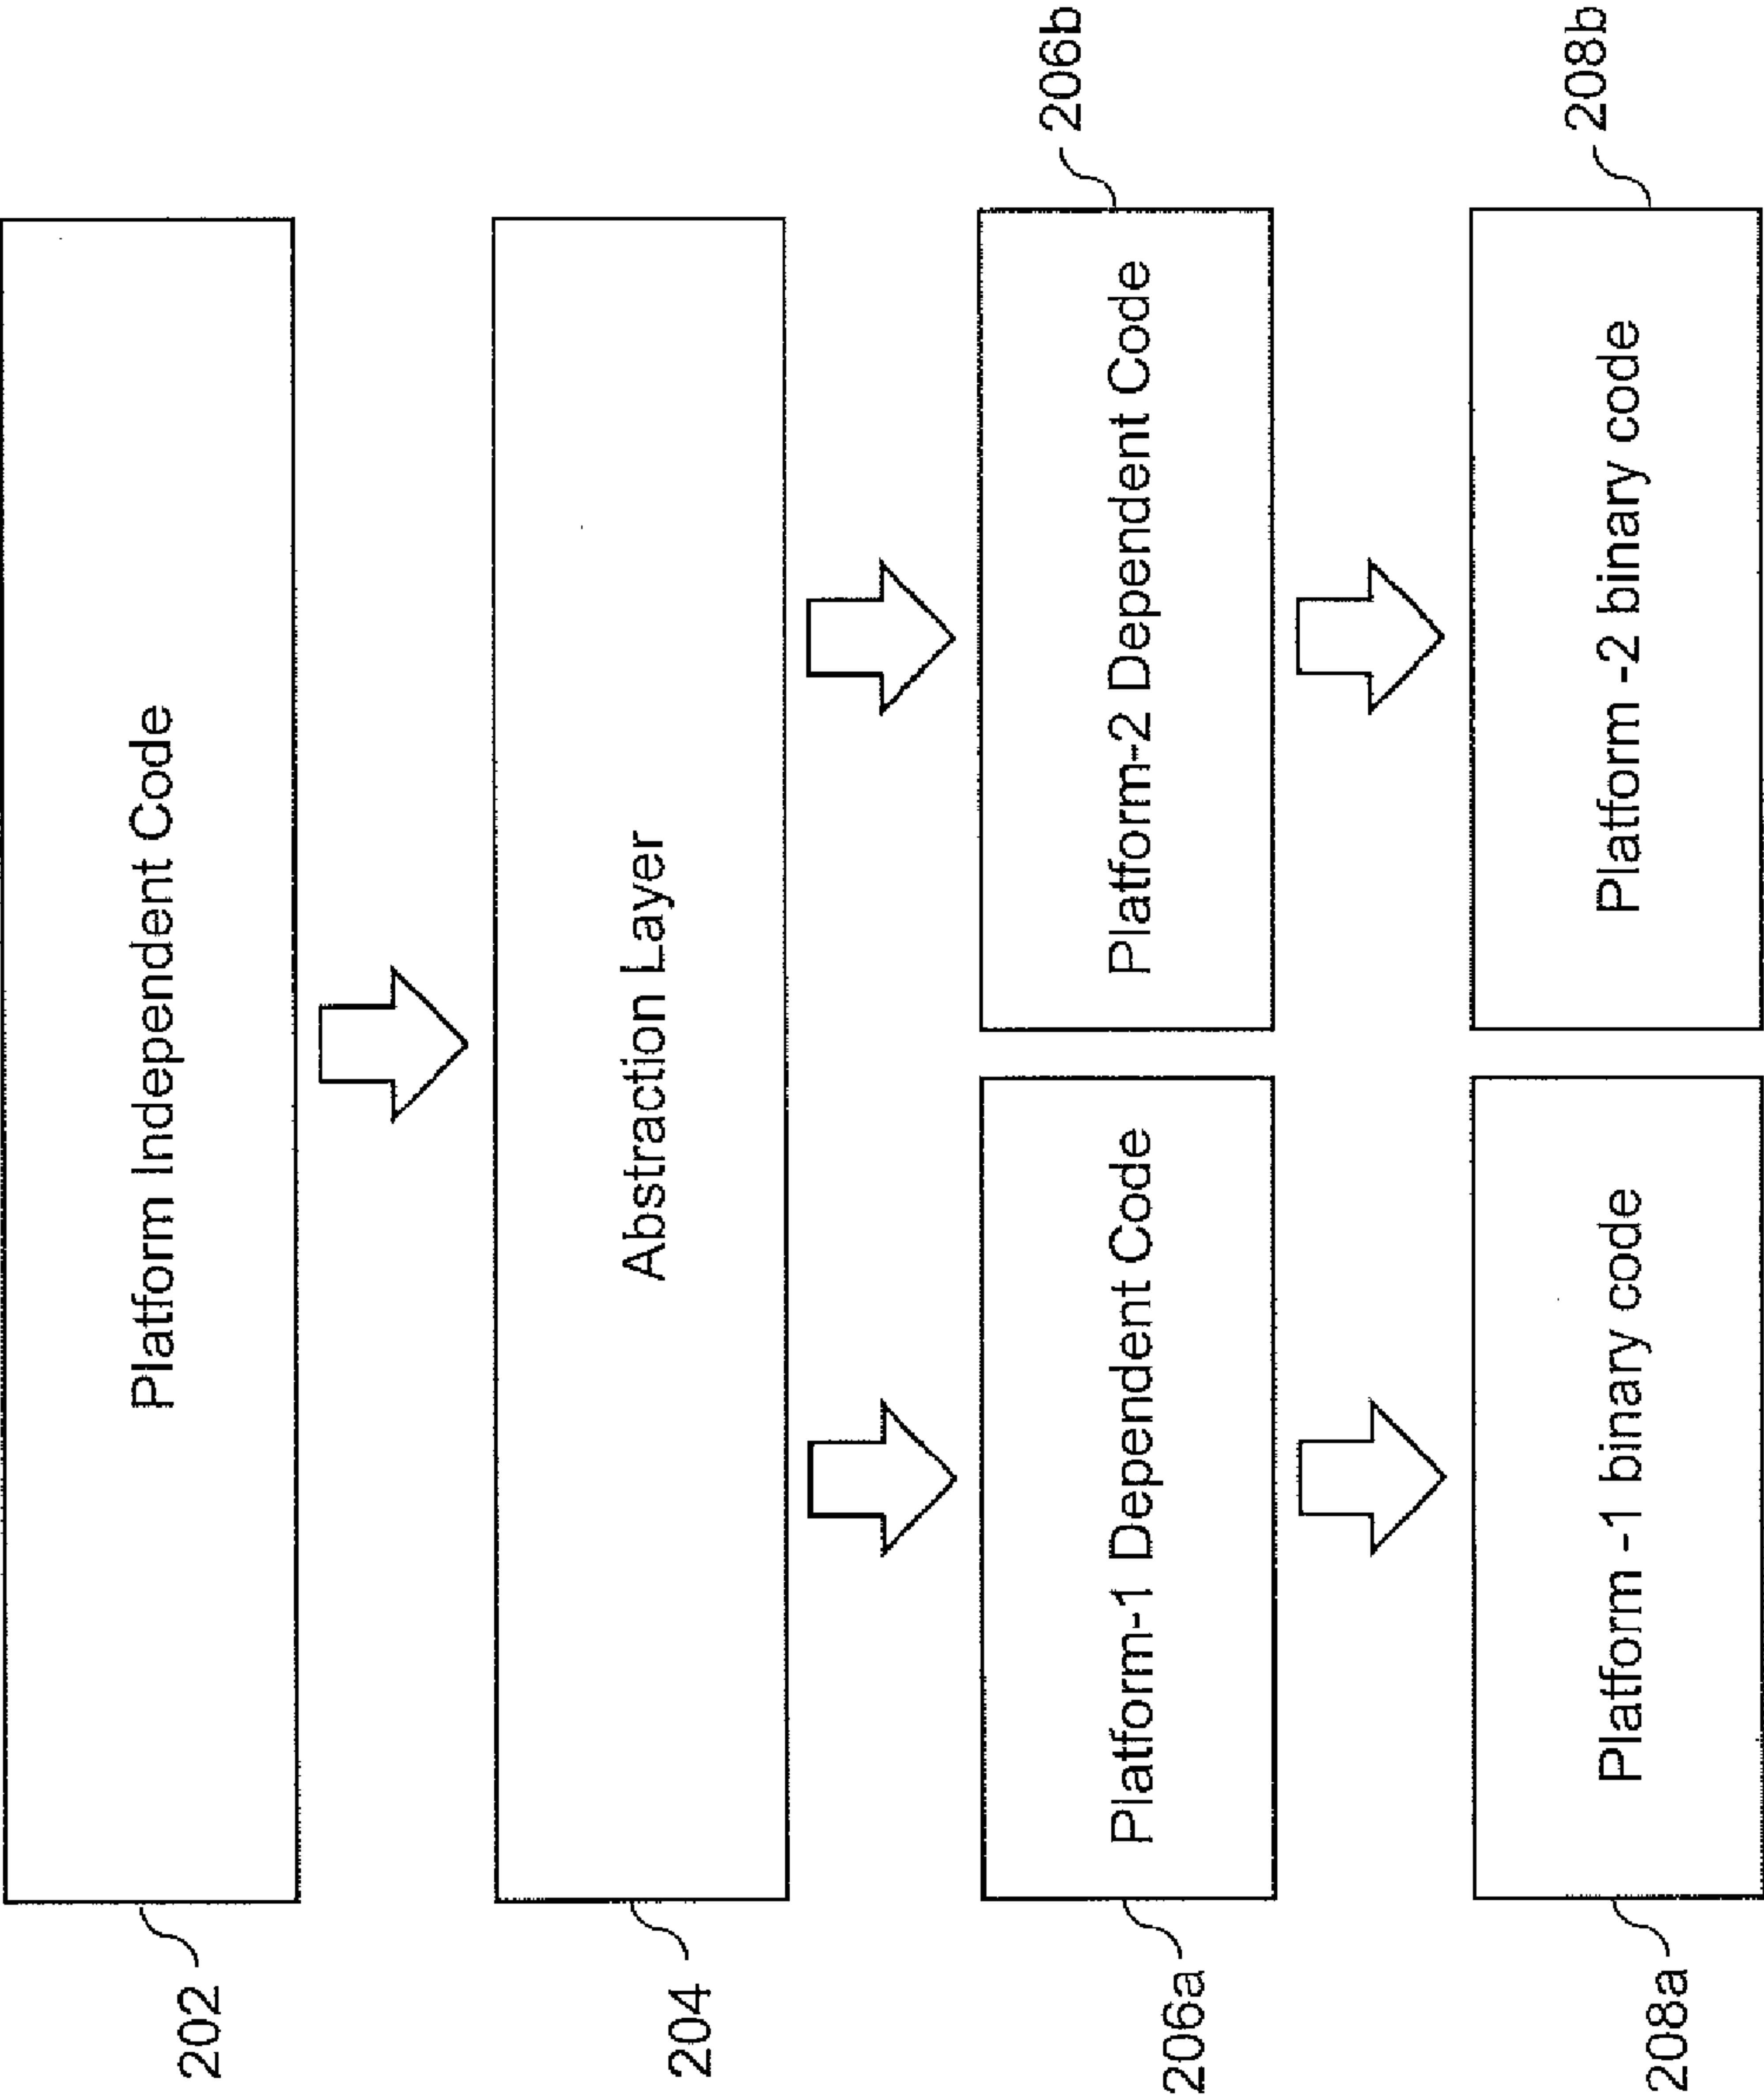 Platform Independent Code
202
Abstraction Layer
204
Platform-1 Dependent Code
206a
Platform-2 Dependent Code
206b
Platform -1 binary code
208a
Platform -2 binary code
208b